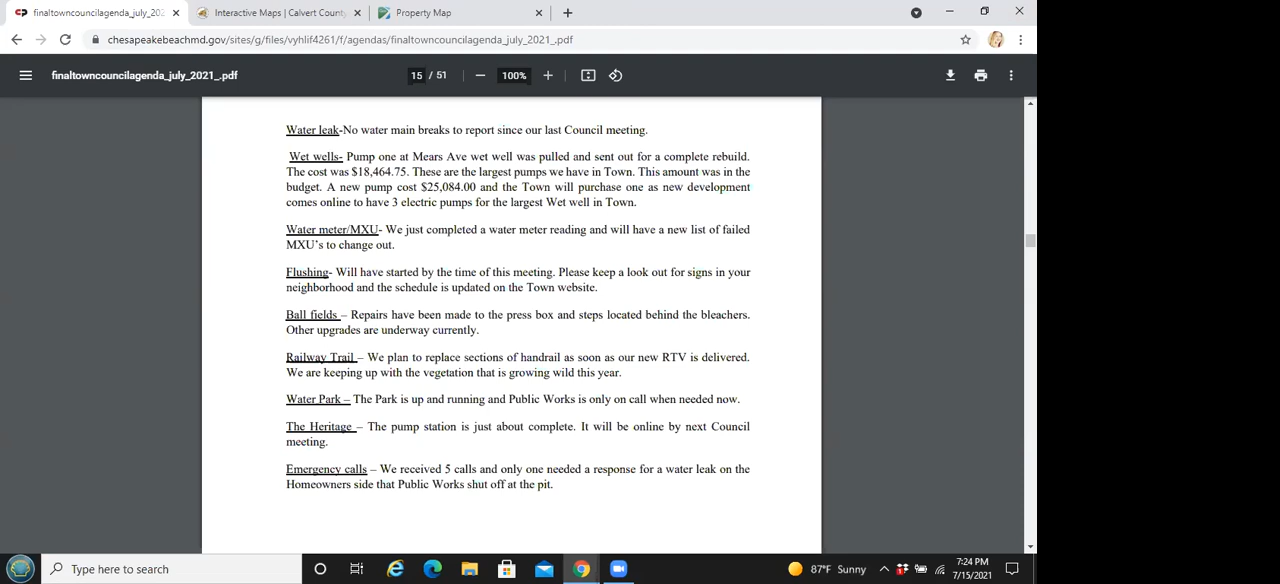 finaltowncouncilagenda_july_202
Interactive Maps | Calvert County
Property Map
chesapeakebeachmd.gov/sites/g/files/vyhlif4261/f/agendas/finaltowncouncilagenda_july_2021_.pdf
finaltowncouncilagenda_july_2021_.pdf
15 / 51
100%
Water leak-No water main breaks to report since our last Council meeting.
Wet wells- Pump one at Mears Ave wet well was pulled and sent out for a complete rebuild.
The cost was $18,464.75. These are the largest pumps we have in Town. This amount was in the
budget. A new pump cost $25,084.00 and the Town will purchase one as new development
comes online to have 3 electric pumps for the largest Wet well in Town.
Water meter/MXU- We just completed a water meter reading and will have a new list of failed
MXU's to change out.
Flushing- Will have started by the time of this meeting. Please keep a look out for signs in your
neighborhood and the schedule is updated on the Town website.
Ball fields – Repairs have been made to the press box and steps located behind the bleachers.
Other upgrades are underway currently.
Railway Trail – We plan to replace sections of handrail as soon as our new RTV is delivered.
We are keeping up with the vegetation that is growing wild this year.
Water Park – The Park is up and running and Public Works is only on call when needed now.
The Heritage – The pump station is just about complete. It will be online by next Council
meeting.
Emergency calls – We received 5 calls and only one needed a response for a water leak on the
Homeowners side that Public Works shut off at the pit.
Type here to search
87°F Sunny
7:24 PM
7/15/2021